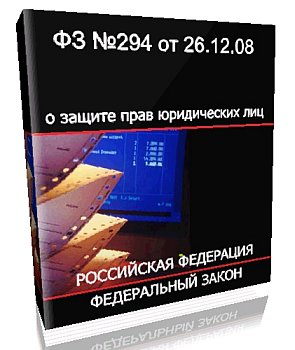 ФЗ №294 от 26.12.08
о защите прав юридических лиц
РОССИЙСКАЯ ФЕДЕРАЦИЯ
ФЕДЕРАЛЬНЫЙ ЗАКОН